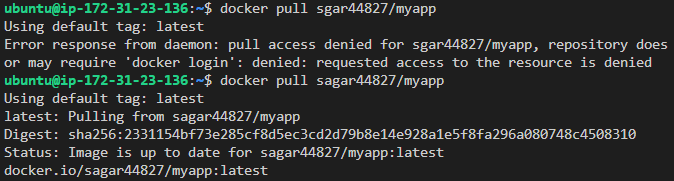 ubuntu@ip-172-31-23-136:~$ docker pull sgar44827/myapp
Using default tag: latest
Error response from daemon: pull access denied for sgar44827/myapp, repository does
or may require 'docker login': denied: requested access to the resource is denied
ubuntu@ip-172-31-23-136:~$ docker pull sagar44827/myapp
Using default tag: latest
latest: Pulling from sagar44827/myapp
Digest: sha256:2331154bf73e285cf8d5ec3cd2d79b8e14e928a1e5f8fa296a080748c4508310
Status: Image is up to date for sagar44827/myapp:latest
docker.io/sagar44827/myapp:latest